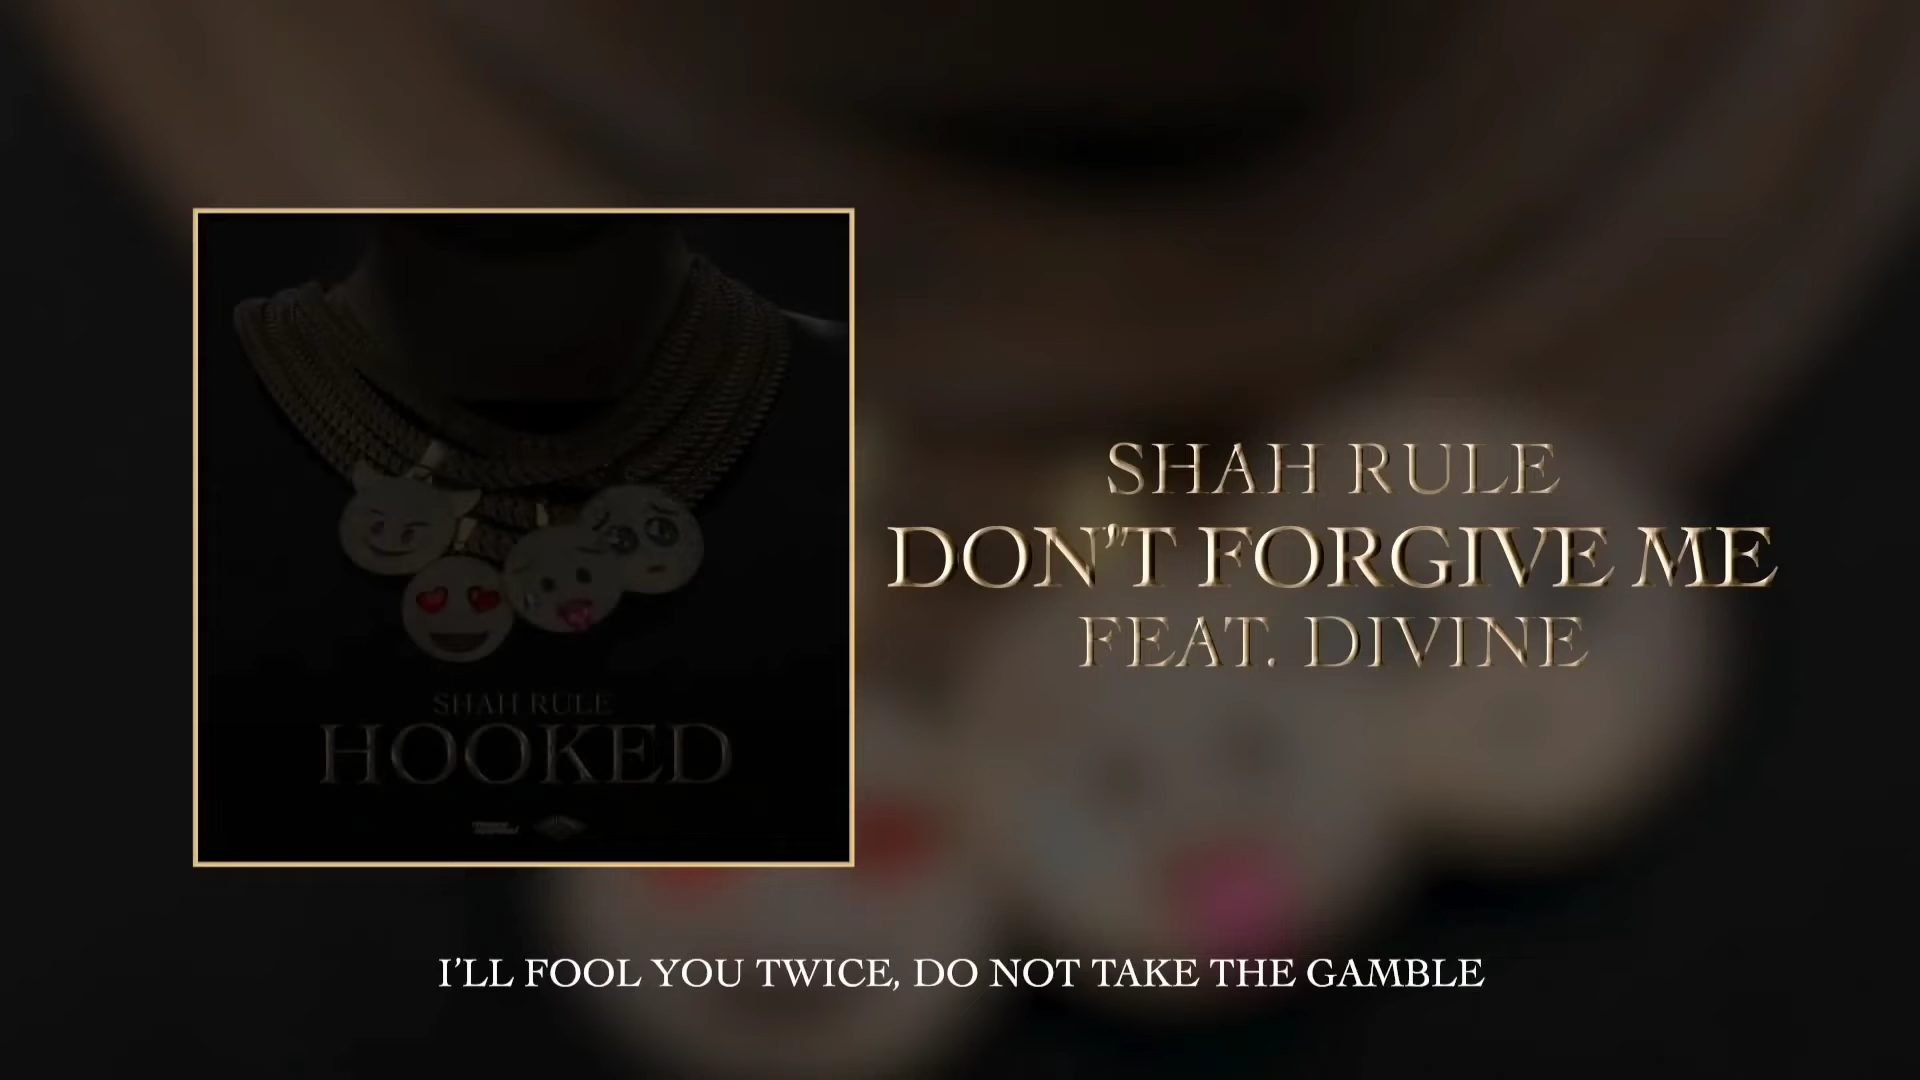 SHAH RULE
HOOKED
SHAH RULE
DON'T FORGIVE ME
FEAT. DIVINE
I'LL FOOL YOU TWICE, DO NOT TAKE THE GAMBLE